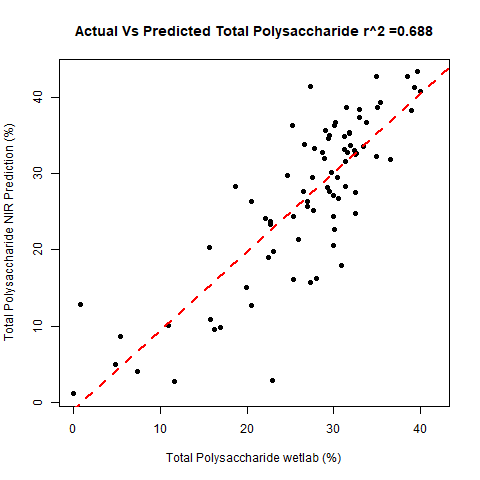 Actual Vs Predicted Total Polysaccharide r^2 =0.688
Total Polysaccharide NIR Prediction (%)
40
30
20
10
0
0 10 20 30 40
Total Polysaccharide wetlab (%)